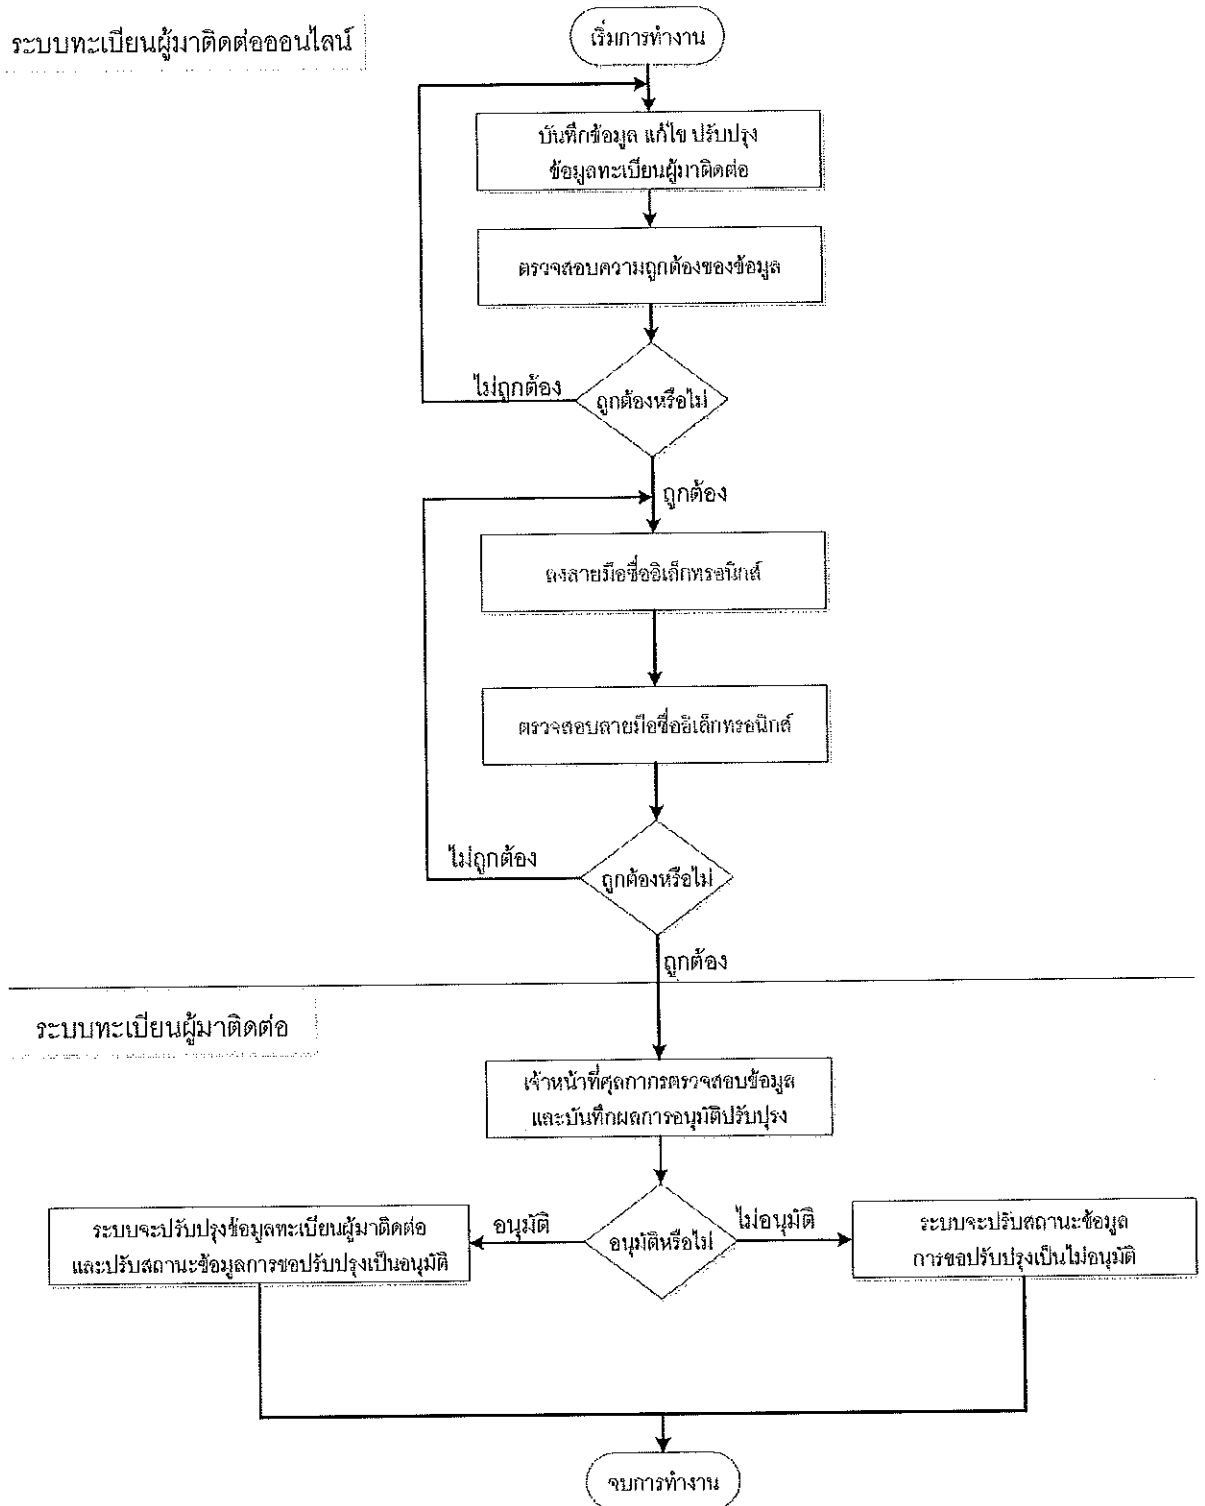 ระบบทะเบียนผู้มาติดต่อออนไลน์
เริ่มการทำงาน
บันทึกข้อมูล แก้ไข ปรับปรุง
ข้อมูลทะเบียนผู้มาติดต่อ
ตรวจสอบความถูกต้องของข้อมูล
ไม่ถูกต้อง
ถูกต้องหรือไม่
ถูกต้อง
ลงลายมือชื่ออิเล็กทรอนิกส์
ตรวจสอบลายมือชื่ออิเล็กทรอนิกส์
ไม่ถูกต้อง
ถูกต้องหรือไม่
ถูกต้อง
ระบบทะเบียนผู้มาติดต่อ
เจ้าหน้าที่ศุลกากรตรวจสอบข้อมูล
และบันทึกผลการอนุมัติปรับปุรง
อนุมัติ
อนุมัติหรือไม่
ไม่อนุมัติ
ระบบจะปรับปรุงข้อมูลทะเบียนผู้มาติดต่อ
และปรับสถานะข้อมูลการขอปรับปรุงเป็นอนุมัติ
ระบบจะปรับสถานะข้อมูล
การขอปรับปรุงเป็นไม่อนุมัติ
จบการทำงาน